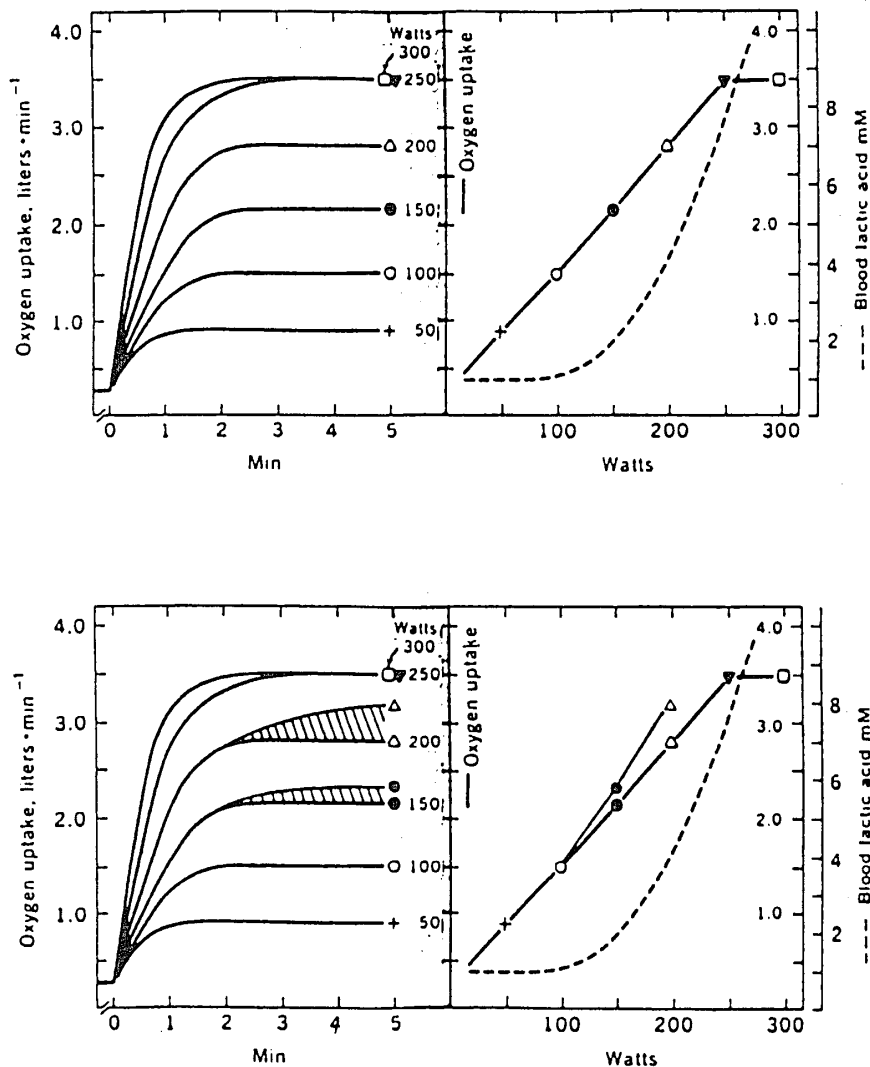 4.0
3.0
2.0
1.0
Oxygen uptake, liters•min⁻¹
Watts
300
250
200
150
100
50
0 1 2 3 4 5
Min
Oxygen uptake
4.0
3.0
2.0
1.0
8
6
4
2
Blood lactic acid mM
100 200 300
Watts
4.0
3.0
2.0
1.0
Oxygen uptake, liters•min⁻¹
Watts
300
250
200
150
100
50
0 1 2 3 4 5
Min
Oxygen uptake
4.0
3.0
2.0
1.0
8
6
4
2
Blood lactic acid mM
100 200 300
Watts